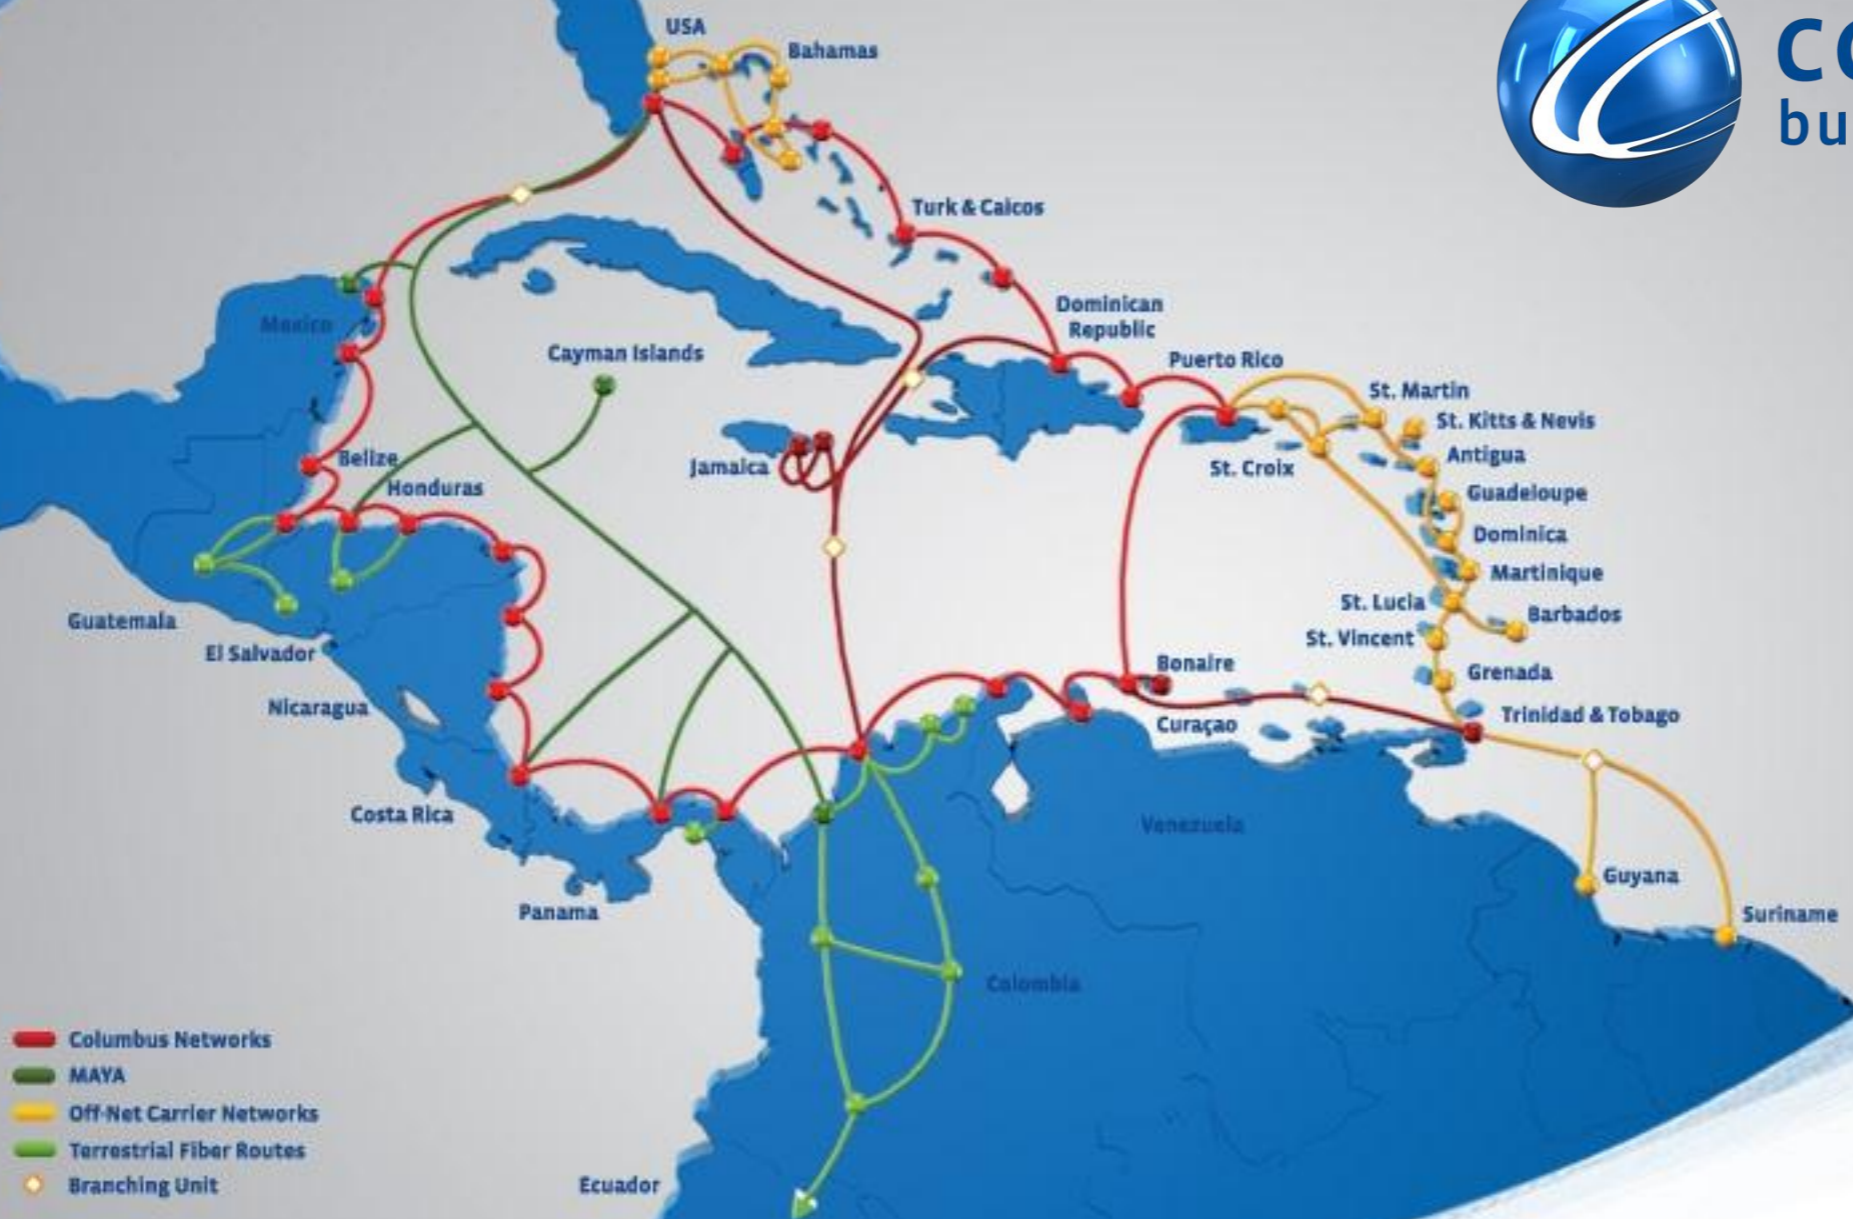 USA
Bahamas
CO
bu
Turk & Caicos
Dominican
Republic
Mexico
Cayman Islands
Puerto Rico
St. Martin
St. Kitts & Nevis
Antigua
Belize
Jamaica
St. Croix
Honduras
Guadeloupe
Dominica
Martinique
St. Lucia
Barbados
St. Vincent
Guatemala
El Salvador
Bonaire
Grenada
Nicaragua
Curaçao
Trinidad & Tobago
Costa Rica
Venezuela
Guyana
Panama
Suriname
Colombia
Columbus Networks
MAYA
Off-Net Carrier Networks
Terrestrial Fiber Routes
Branching Unit
Ecuador